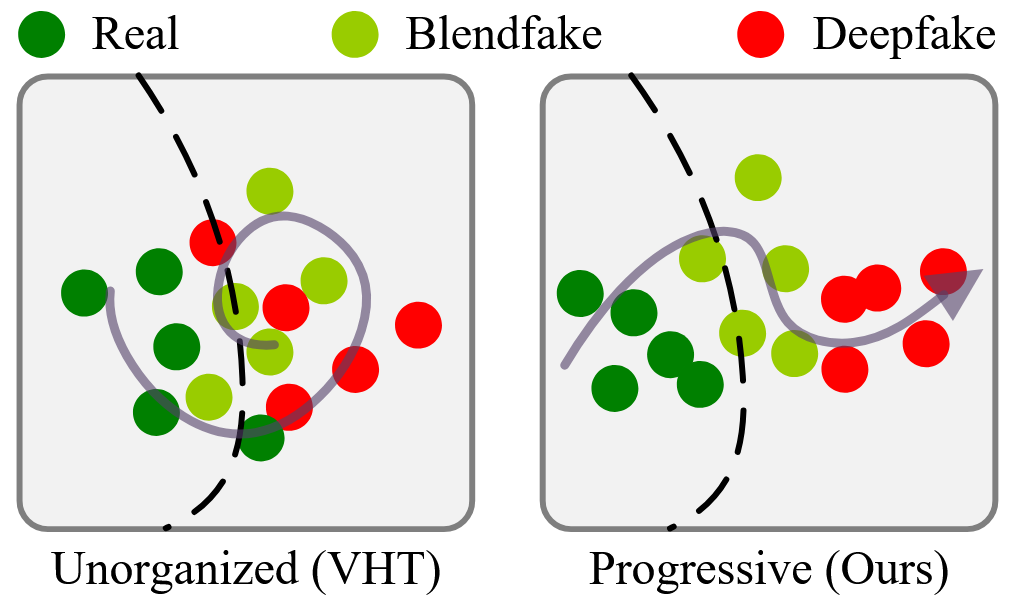 Real Blendfake Deepfake
Unorganized (VHT) Progressive (Ours)